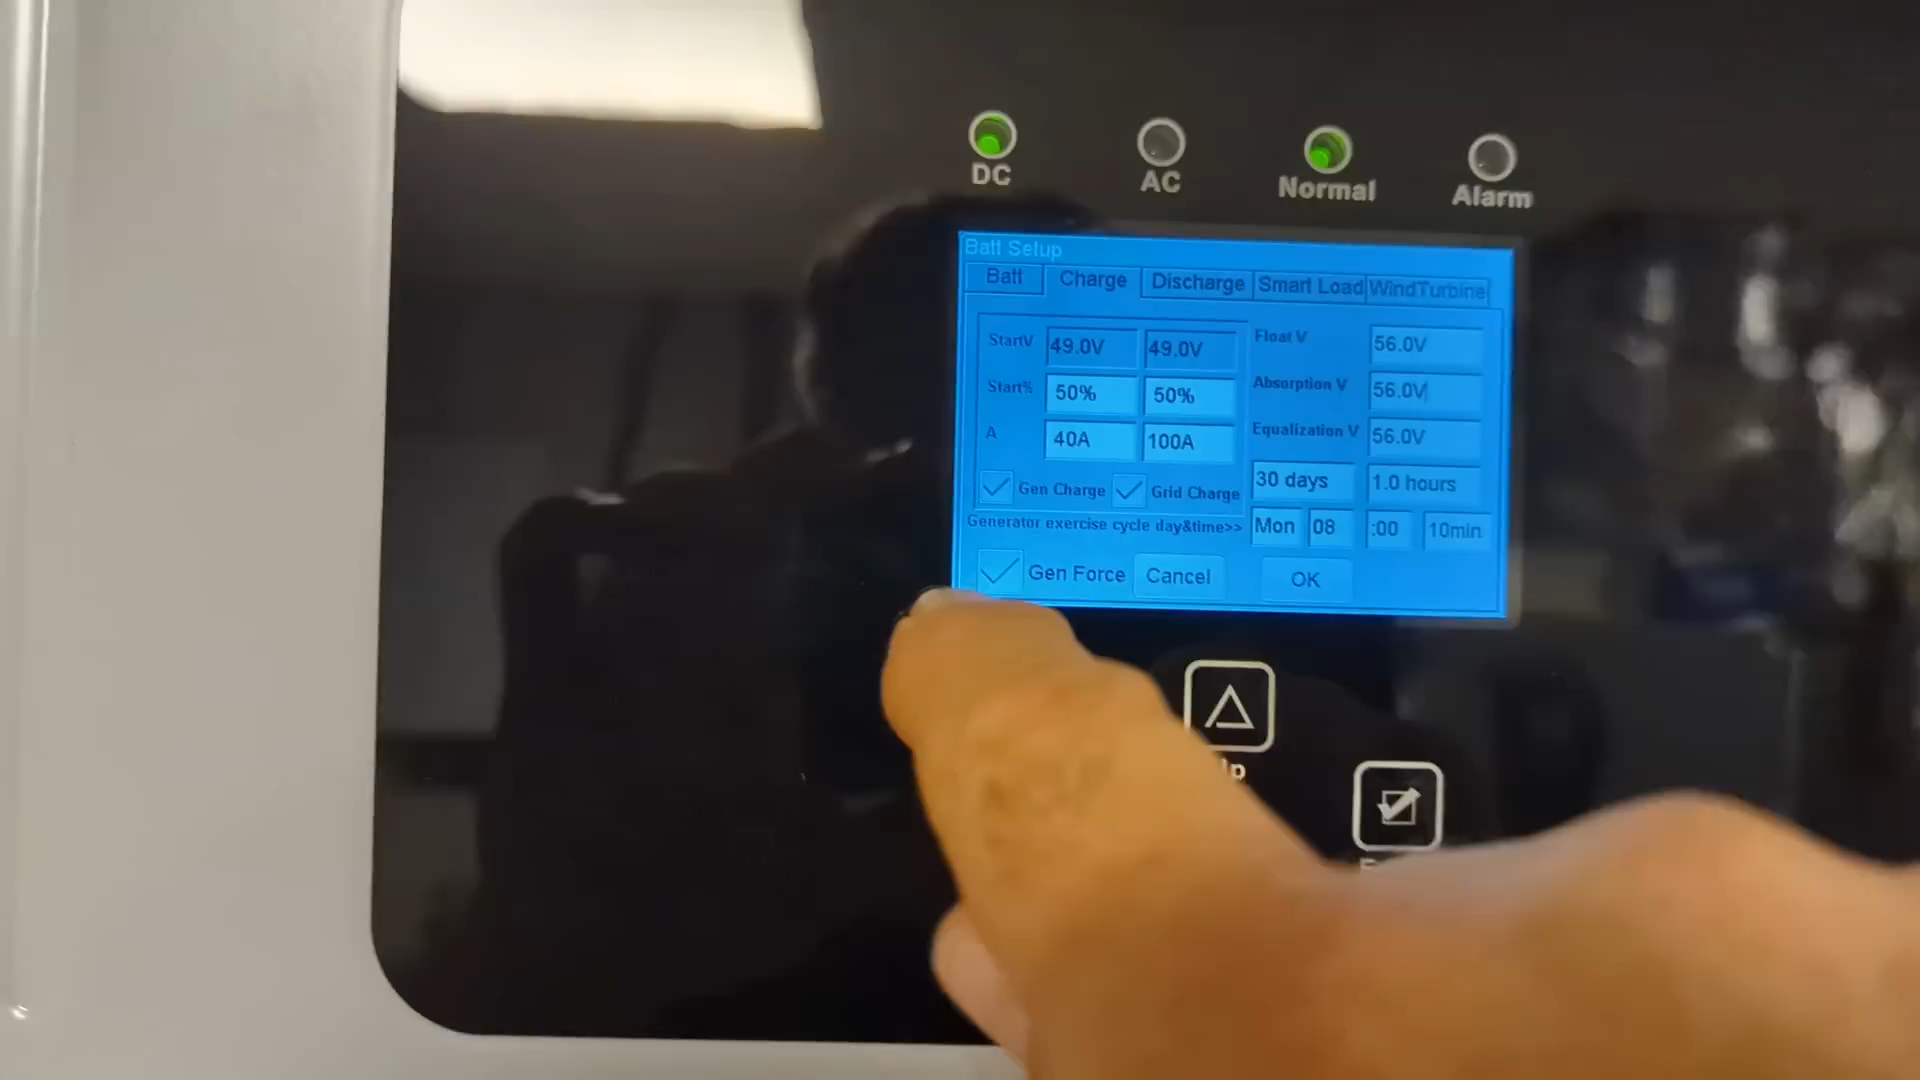 DC AC Normal Alarm
Batt Setup
Batt Charge Discharge Smart Load WindTurbine
StartV 49.0V 49.0V Float V 56.0V
Start% 50% 50% Absorption V 56.0V
A 40A 100A Equalization V 56.0V
Gen Charge Grid Charge 30 days 1.0 hours
Generator exercise cycle day&time>> Mon 08 :00 10min
Gen Force Cancel OK